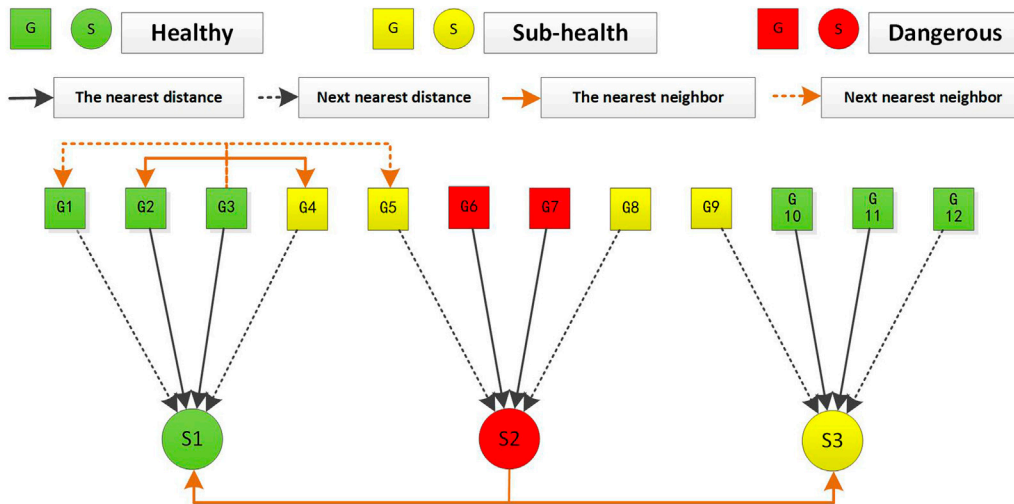 G S Healthy G S Sub-health G S Dangerous
The nearest distance Next nearest distance The nearest neighbor Next nearest neighbor
G1 G2 G3 G4 G5 G6 G7 G8 G9 G 10 G 11 G 12
S1 S2 S3